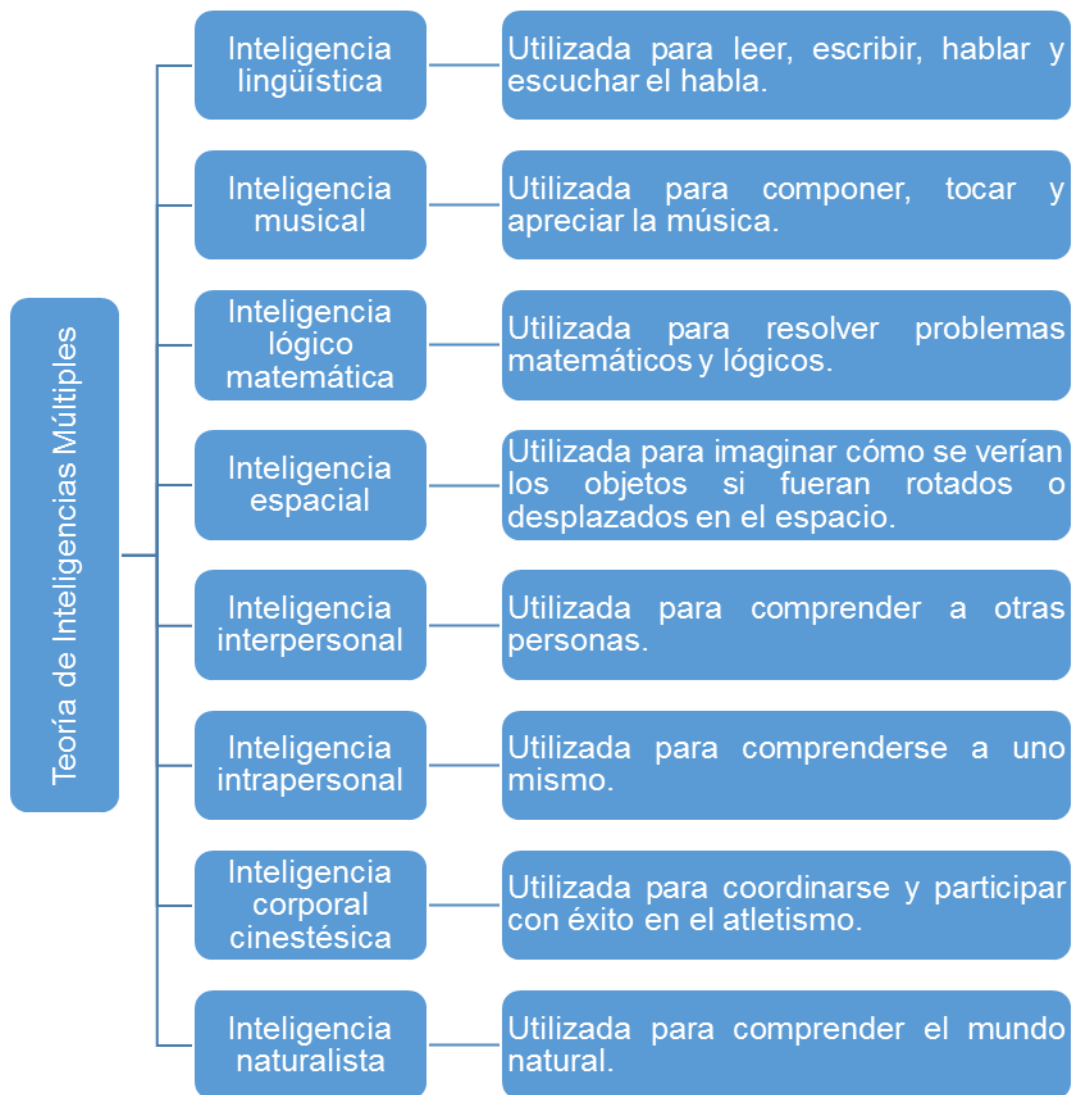 Teoría de Inteligencias Múltiples
Inteligencia
lingüística
Utilizada para leer, escribir, hablar y
escuchar el habla.
Inteligencia
musical
Utilizada para componer, tocar y
apreciar la música.
Inteligencia
lógico
matemática
Utilizada para resolver problemas
matemáticos y lógicos.
Inteligencia
espacial
Utilizada para imaginar cómo se verían
los objetos si fueran rotados o
desplazados en el espacio.
Inteligencia
interpersonal
Utilizada para comprender a otras
personas.
Inteligencia
intrapersonal
Utilizada para comprenderse a uno
mismo.
Inteligencia
corporal
cinestésica
Utilizada para coordinarse y participar
con éxito en el atletismo.
Inteligencia
naturalista
Utilizada para comprender el mundo
natural.